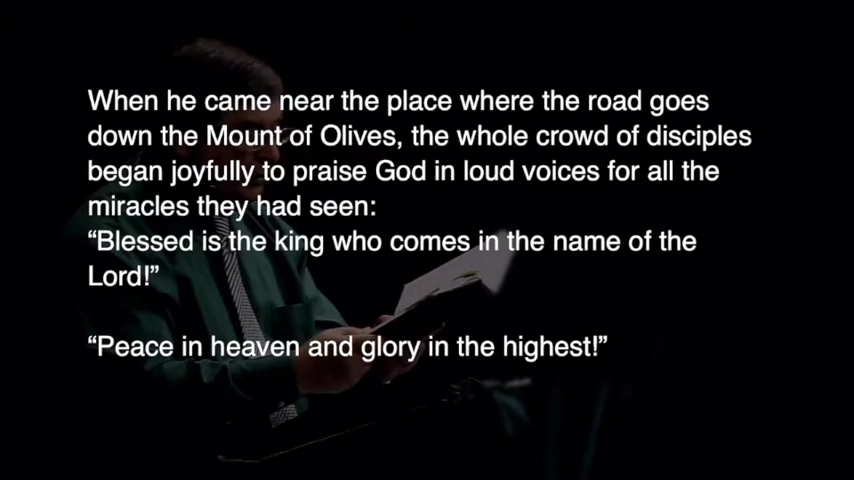 When he came near the place where the road goes
down the Mount of Olives, the whole crowd of disciples
began joyfully to praise God in loud voices for all the
miracles they had seen:
“Blessed is the king who comes in the name of the
Lord!”
“Peace in heaven and glory in the highest!”